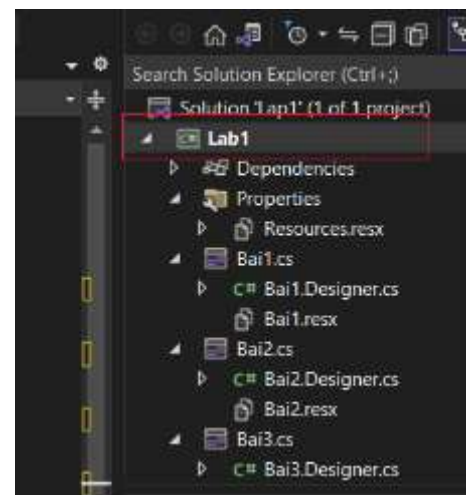 Search Solution Explorer (Ctrl+;)
Solution 'Lap1' (1 of 1 project)
C# Lab1
Dependencies
Properties
Resources.resx
Bai1.cs
C# Bai1.Designer.cs
Bai1.resx
Bai2.cs
C# Bai2.Designer.cs
Bai2.resx
Bai3.cs
C# Bai3.Designer.cs